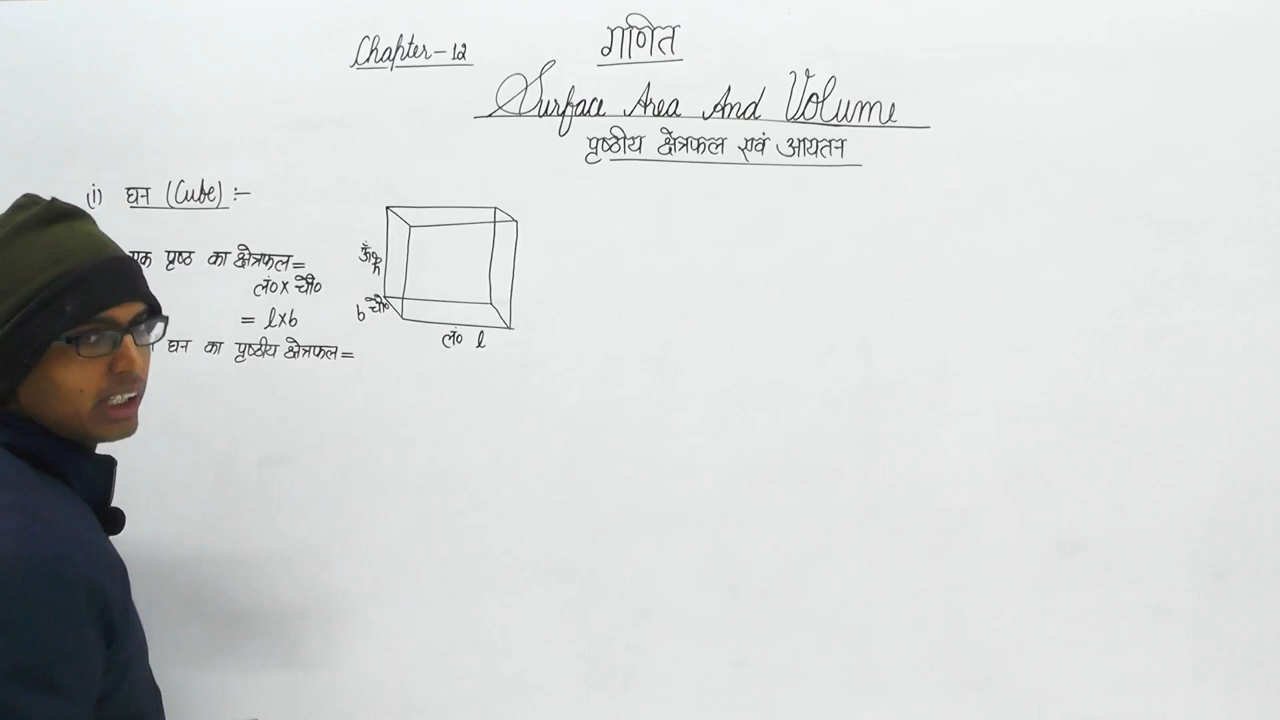 Chapter-12
गणित
Surface Area And Volume
पृष्ठीय क्षेत्रफल एवं आयतन
(i) घन (Cube) :-
एक पृष्ठ का क्षेत्रफल =
लं० x चौ०
= lxb
घन का पृष्ठीय क्षेत्रफल =
b चौ०
लं० l